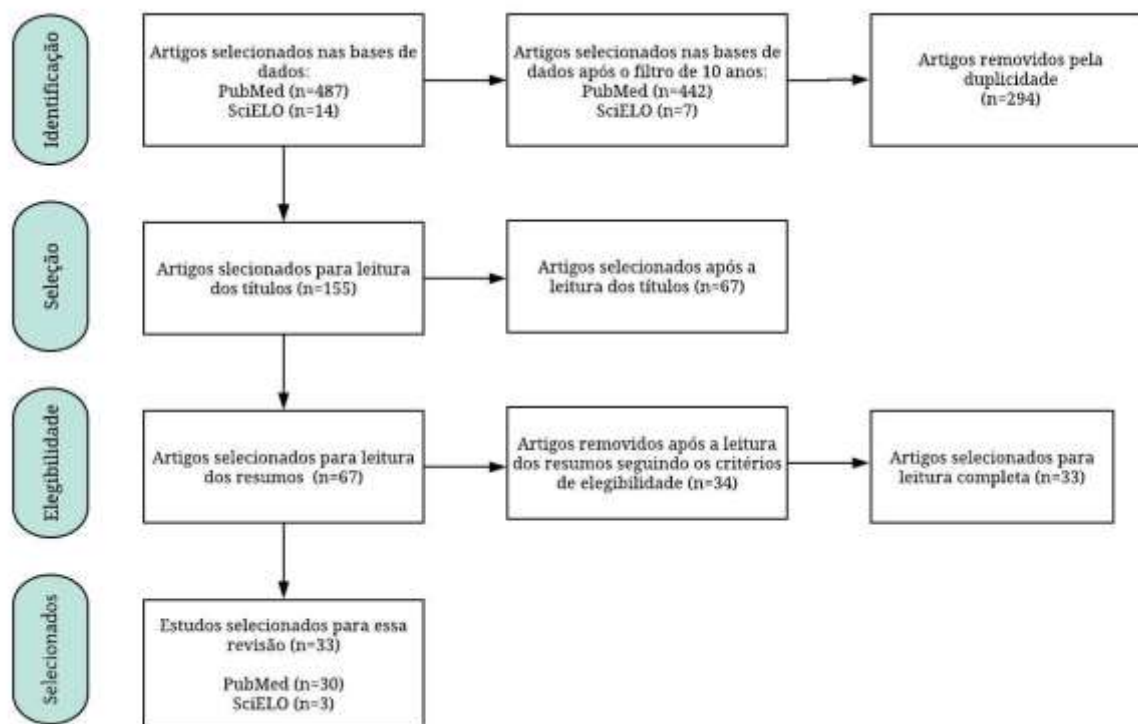 Identificação
Artigos selecionados nas bases de
dados:
PubMed (n=487)
SciELO (n=14)
Artigos selecionados nas bases de
dados após o filtro de 10 anos:
PubMed (n=442)
SciELO (n=7)
Artigos removidos pela
duplicidade
(n=294)
Seleção
Artigos slecionados para leitura
dos títulos (n=155)
Artigos selecionados após a
leitura dos títulos (n=67)
Elegibilidade
Artigos selecionados para leitura
dos resumos (n=67)
Artigos removidos após a leitura
dos resumos seguindo os critérios
de elegibilidade (n=34)
Artigos selecionados para
leitura completa (n=33)
Selecionados
Estudos selecionados para essa
revisão (n=33)
PubMed (n=30)
SciELO (n=3)